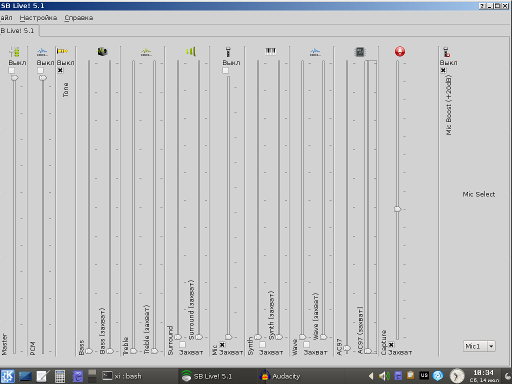 SB Live! 5.1
айл Настройка Справка
B Live! 5.1
Выкл Выкл Выкл Выкл Выкл
Tone
Mic Boost (+20dB)
Mic Select
Master
PCM
Bass
Bass (захват)
Treble
Treble (захват)
Surround
Surround (захват)
Захват
Mic
Захват
Synth
Synth (захват)
Захват
Wave
Wave (захват)
Захват
AC97
AC97 (захват)
Capture
Захват
Mic1
xi : bash
SB Live! 5.1
Audacity
us
18:34
Сб, 14 июл